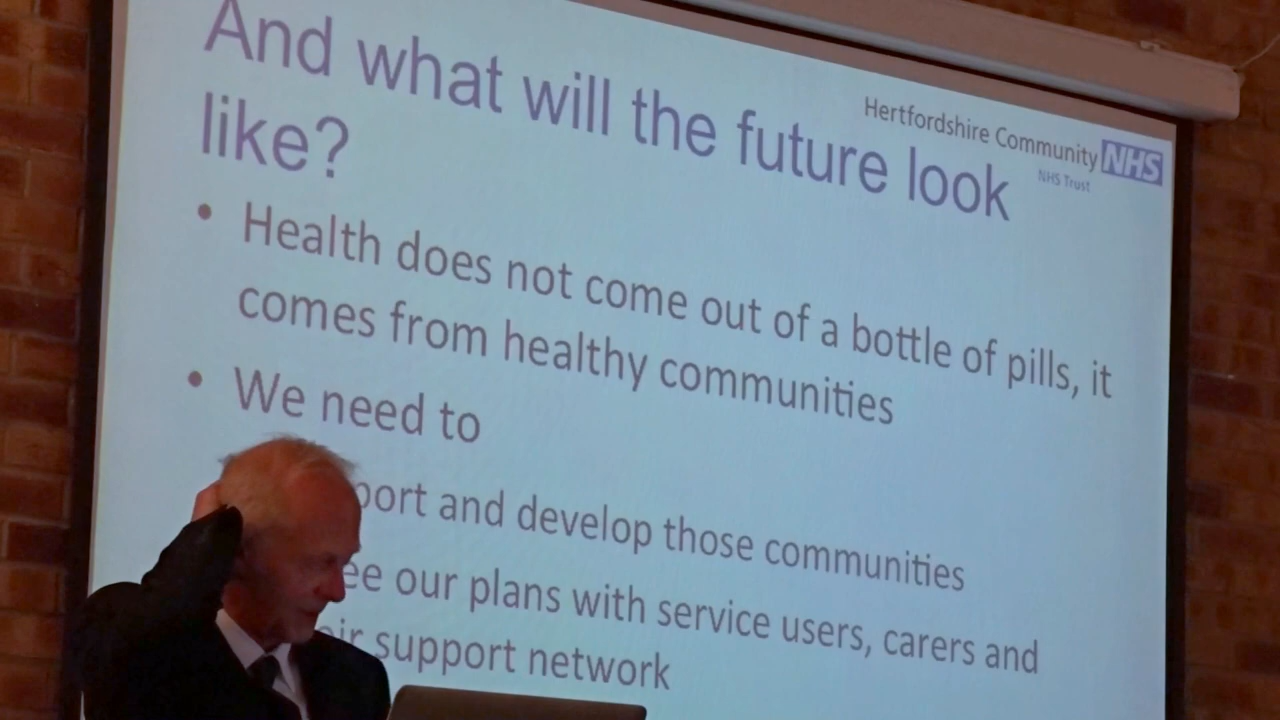 And what will the future look
like?
Hertfordshire Community NHS
NHS Trust
• Health does not come out of a bottle of pills, it
comes from healthy communities
• We need to
port and develop those communities
ee our plans with service users, carers and
eir support network